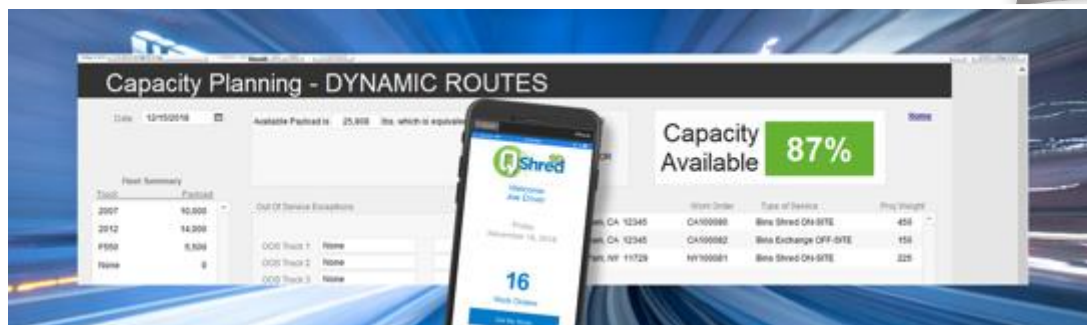 Capacity Planning - DYNAMIC ROUTES
Date 12/15/2018
Available Payload is 25,808 lbs. which is
Capacity
Available
87%
Home
Fleet Summary
Truck Payload
2007 10,000
2012 14,000
F550 5,500
None 0
Out Of Service Exceptions
OOS Truck 1 None
OOS Truck 2 None
OOS Truck 3 None
OR
Work Order Type of Service Proj Weight
CA 12345 CA100080 Bins Shred ON-SITE 450
CA 12345 CA100082 Bins Exchange OFF-SITE 150
NY 11729 NY100081 Bins Shred ON-SITE 225
Shred
Welcome
Joe Driver
Friday
16
Work Orders